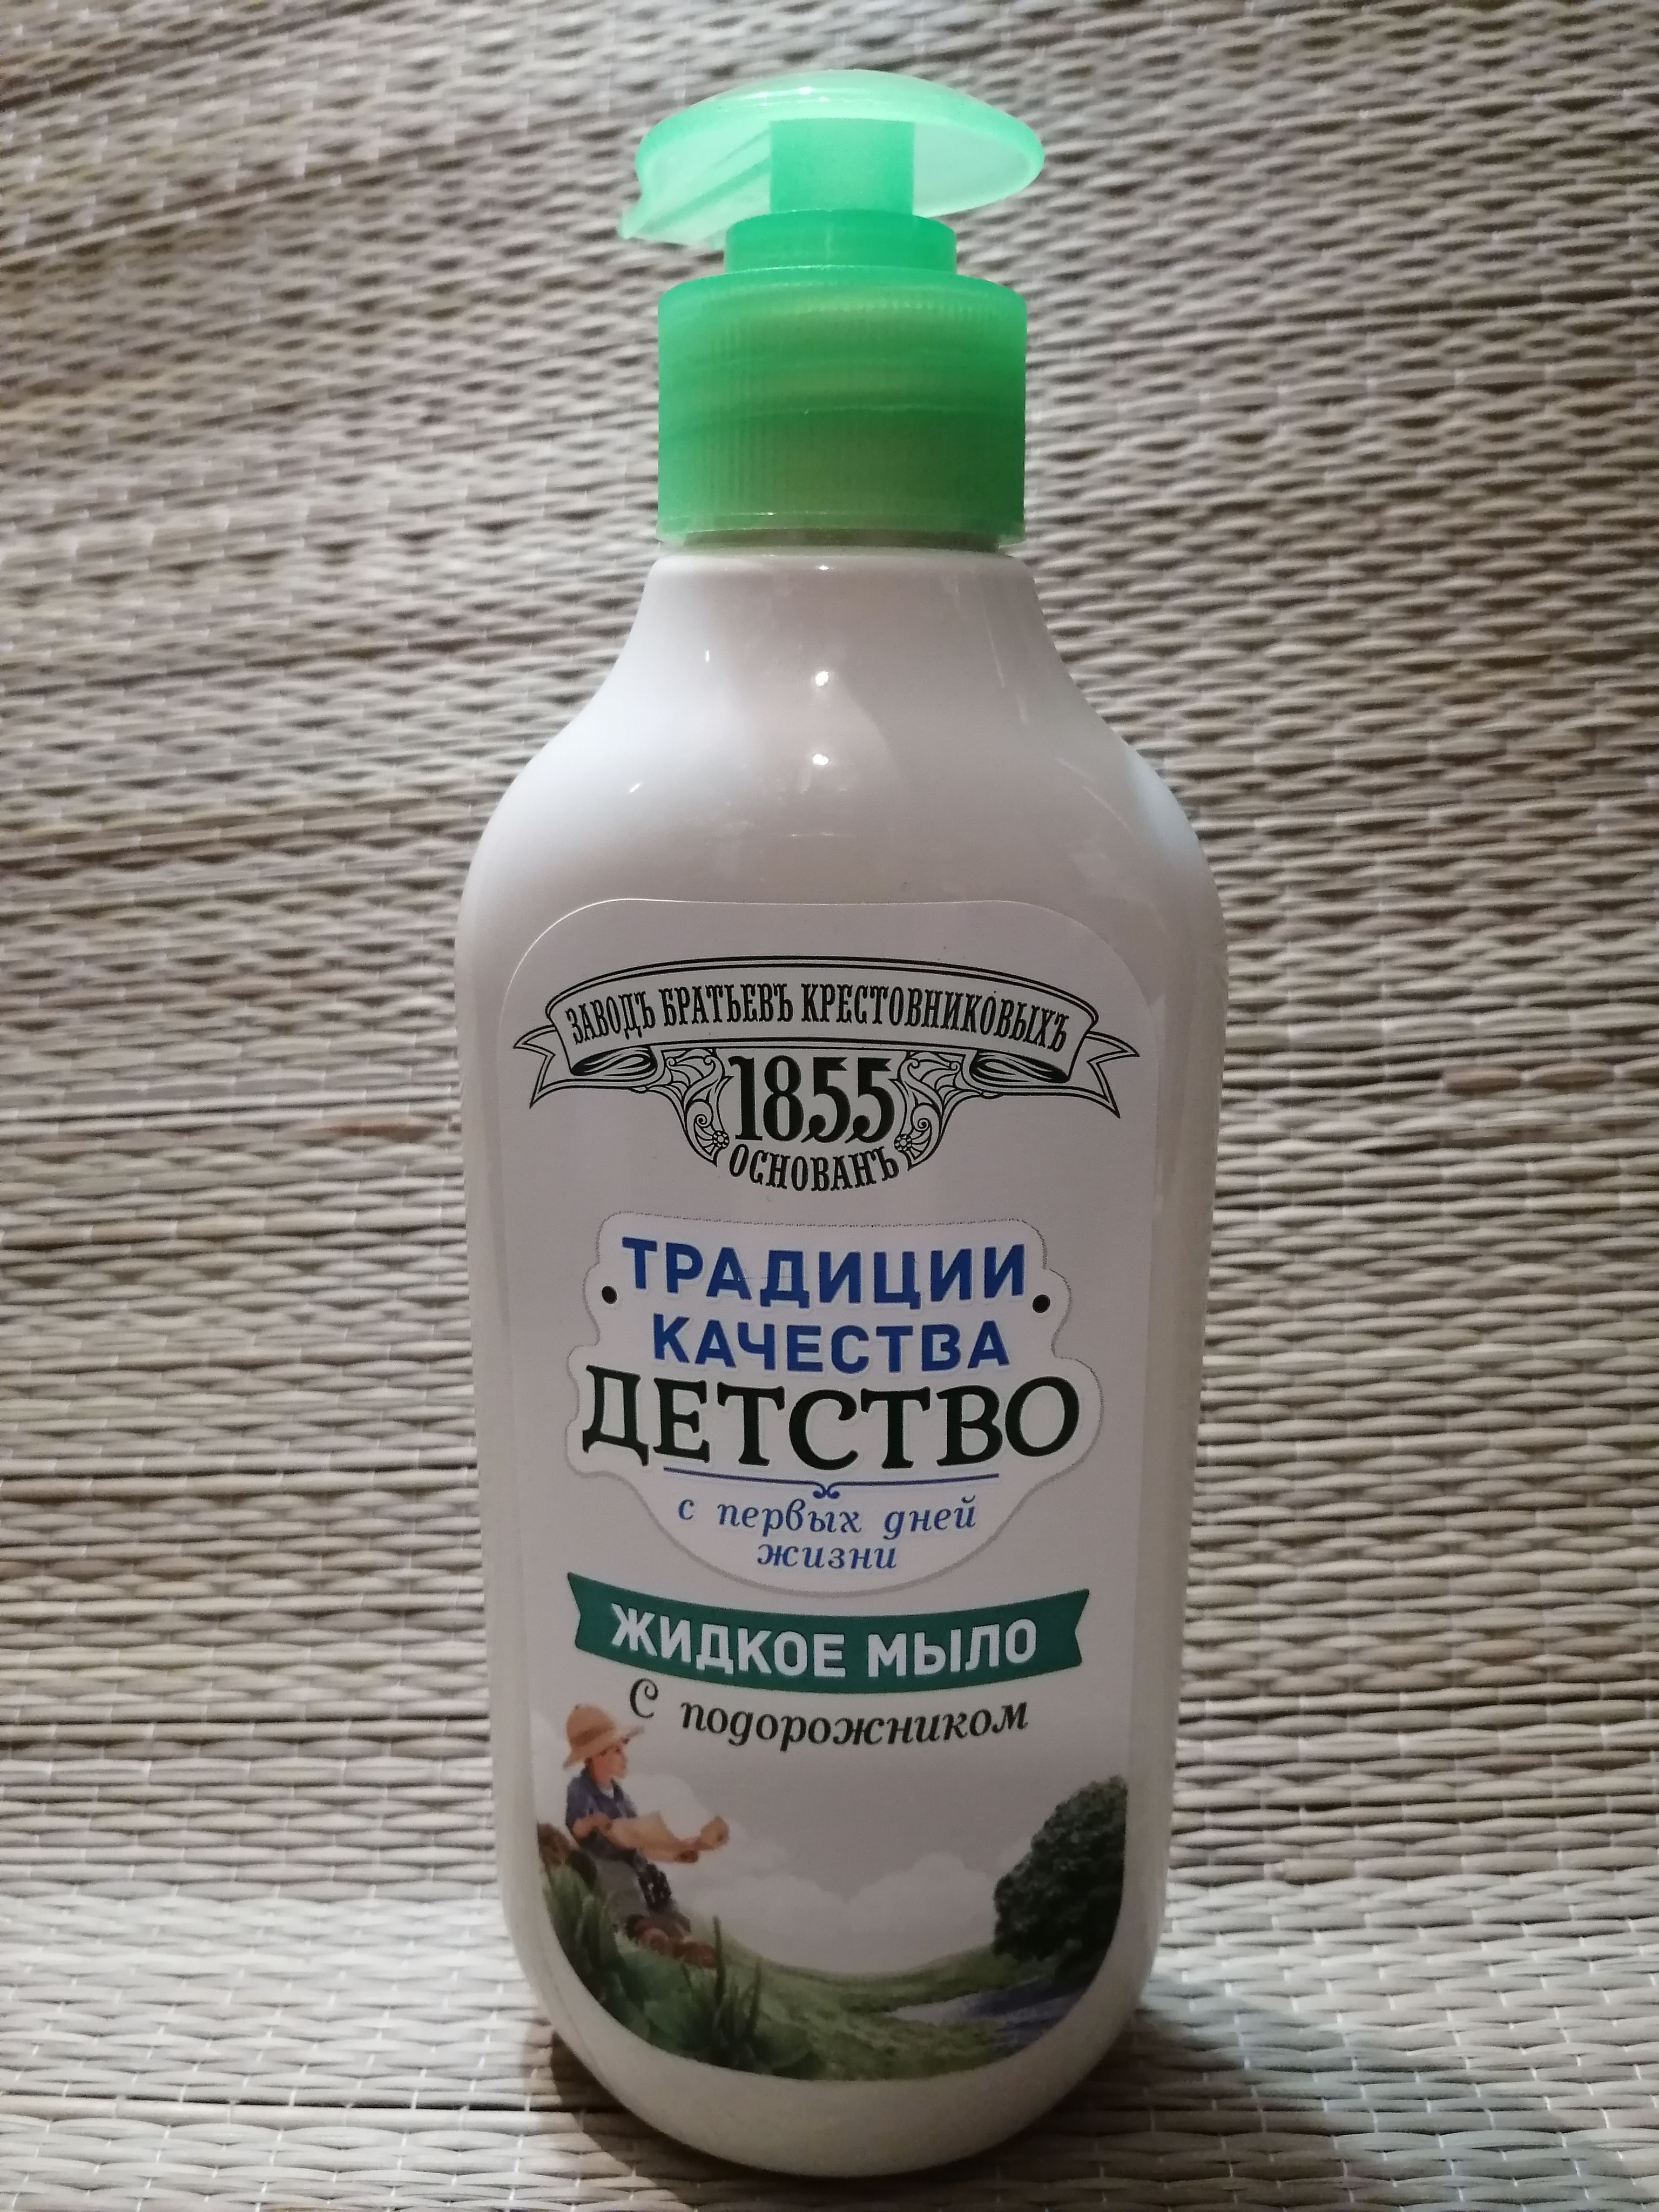 ЗАВОДЪ БРАТЬЕВЪ КРЕСТОВНИКОВЫХЪ
1855
ОСНОВАНЪ
ТРАДИЦИИ
КАЧЕСТВА
ДЕТСТВО
с первых дней
жизни
ЖИДКОЕ МЫЛО
С подорожником